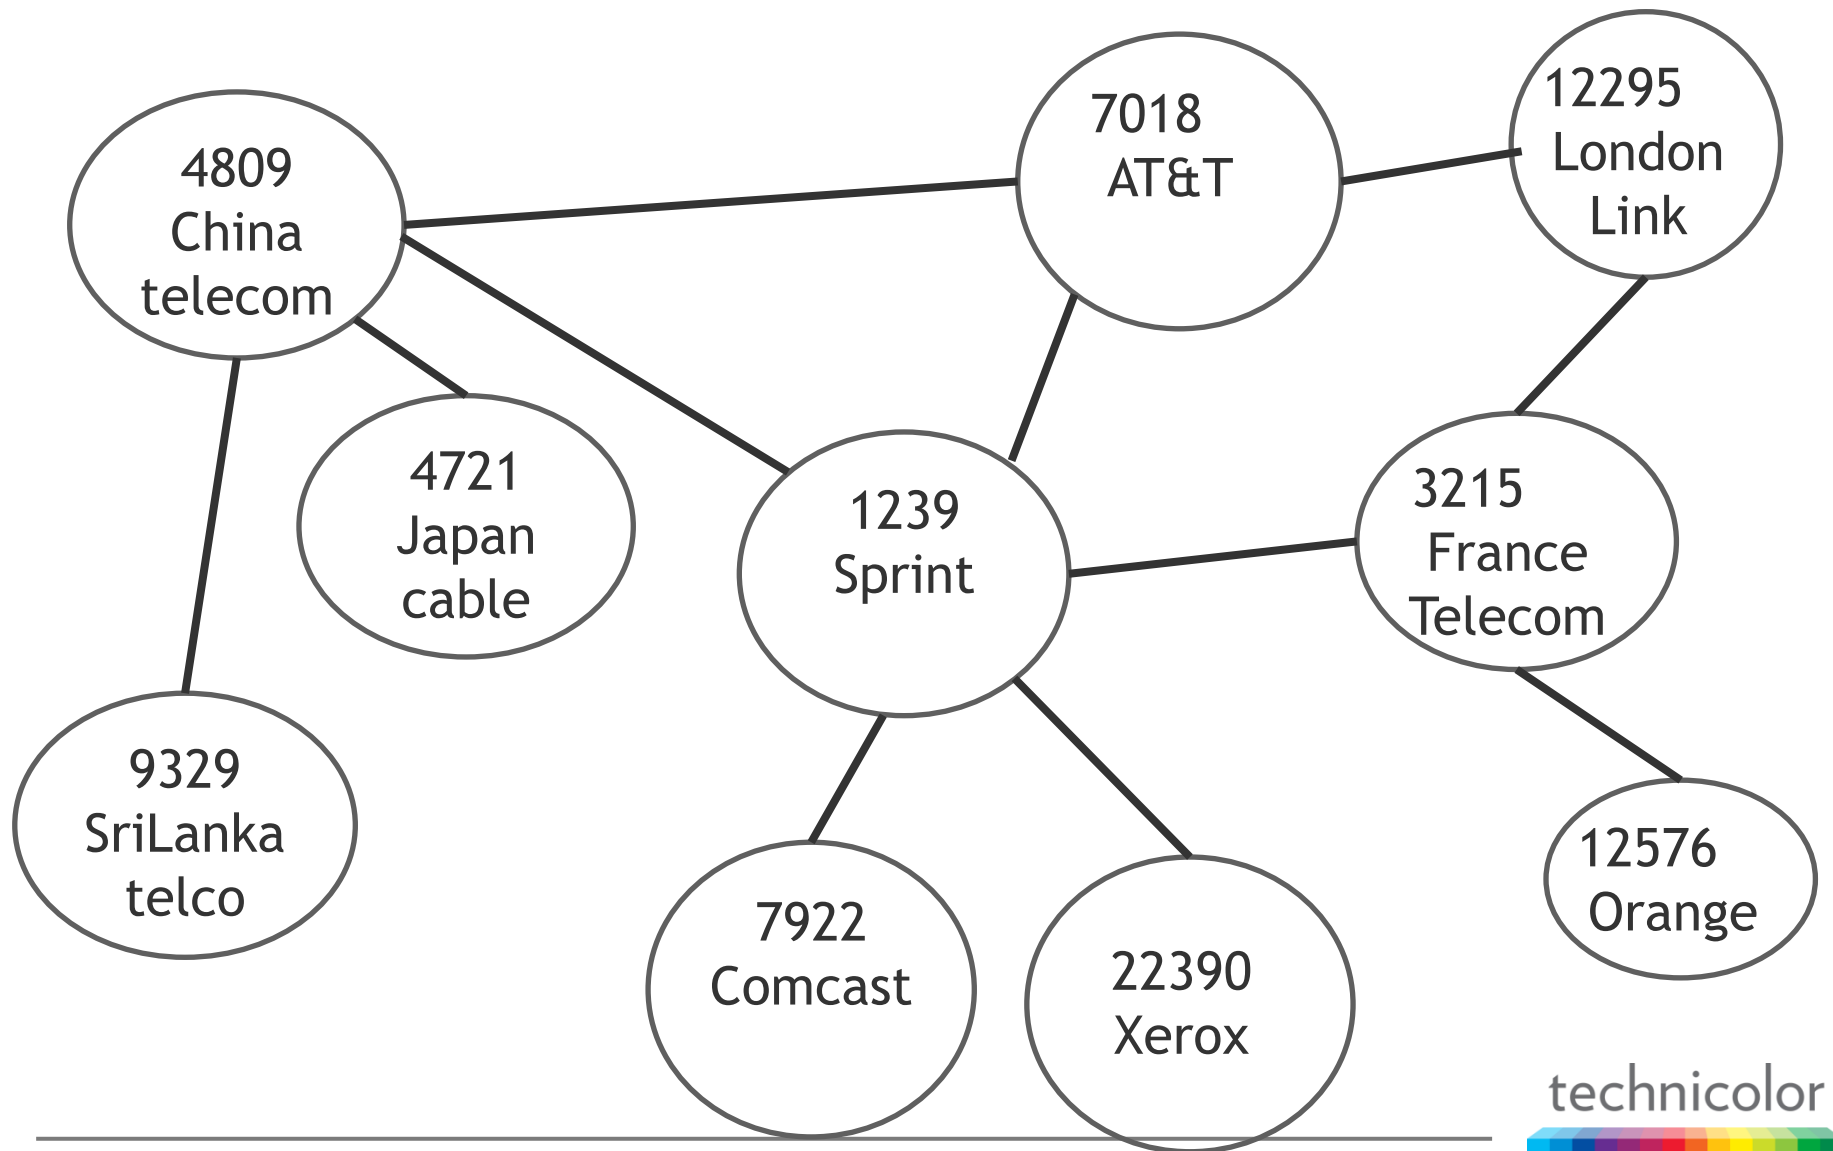 4809
China
telecom
7018
AT&T
12295
London
Link
4721
Japan
cable
1239
Sprint
3215
France
Telecom
9329
SriLanka
telco
7922
Comcast
22390
Xerox
12576
Orange
technicolor